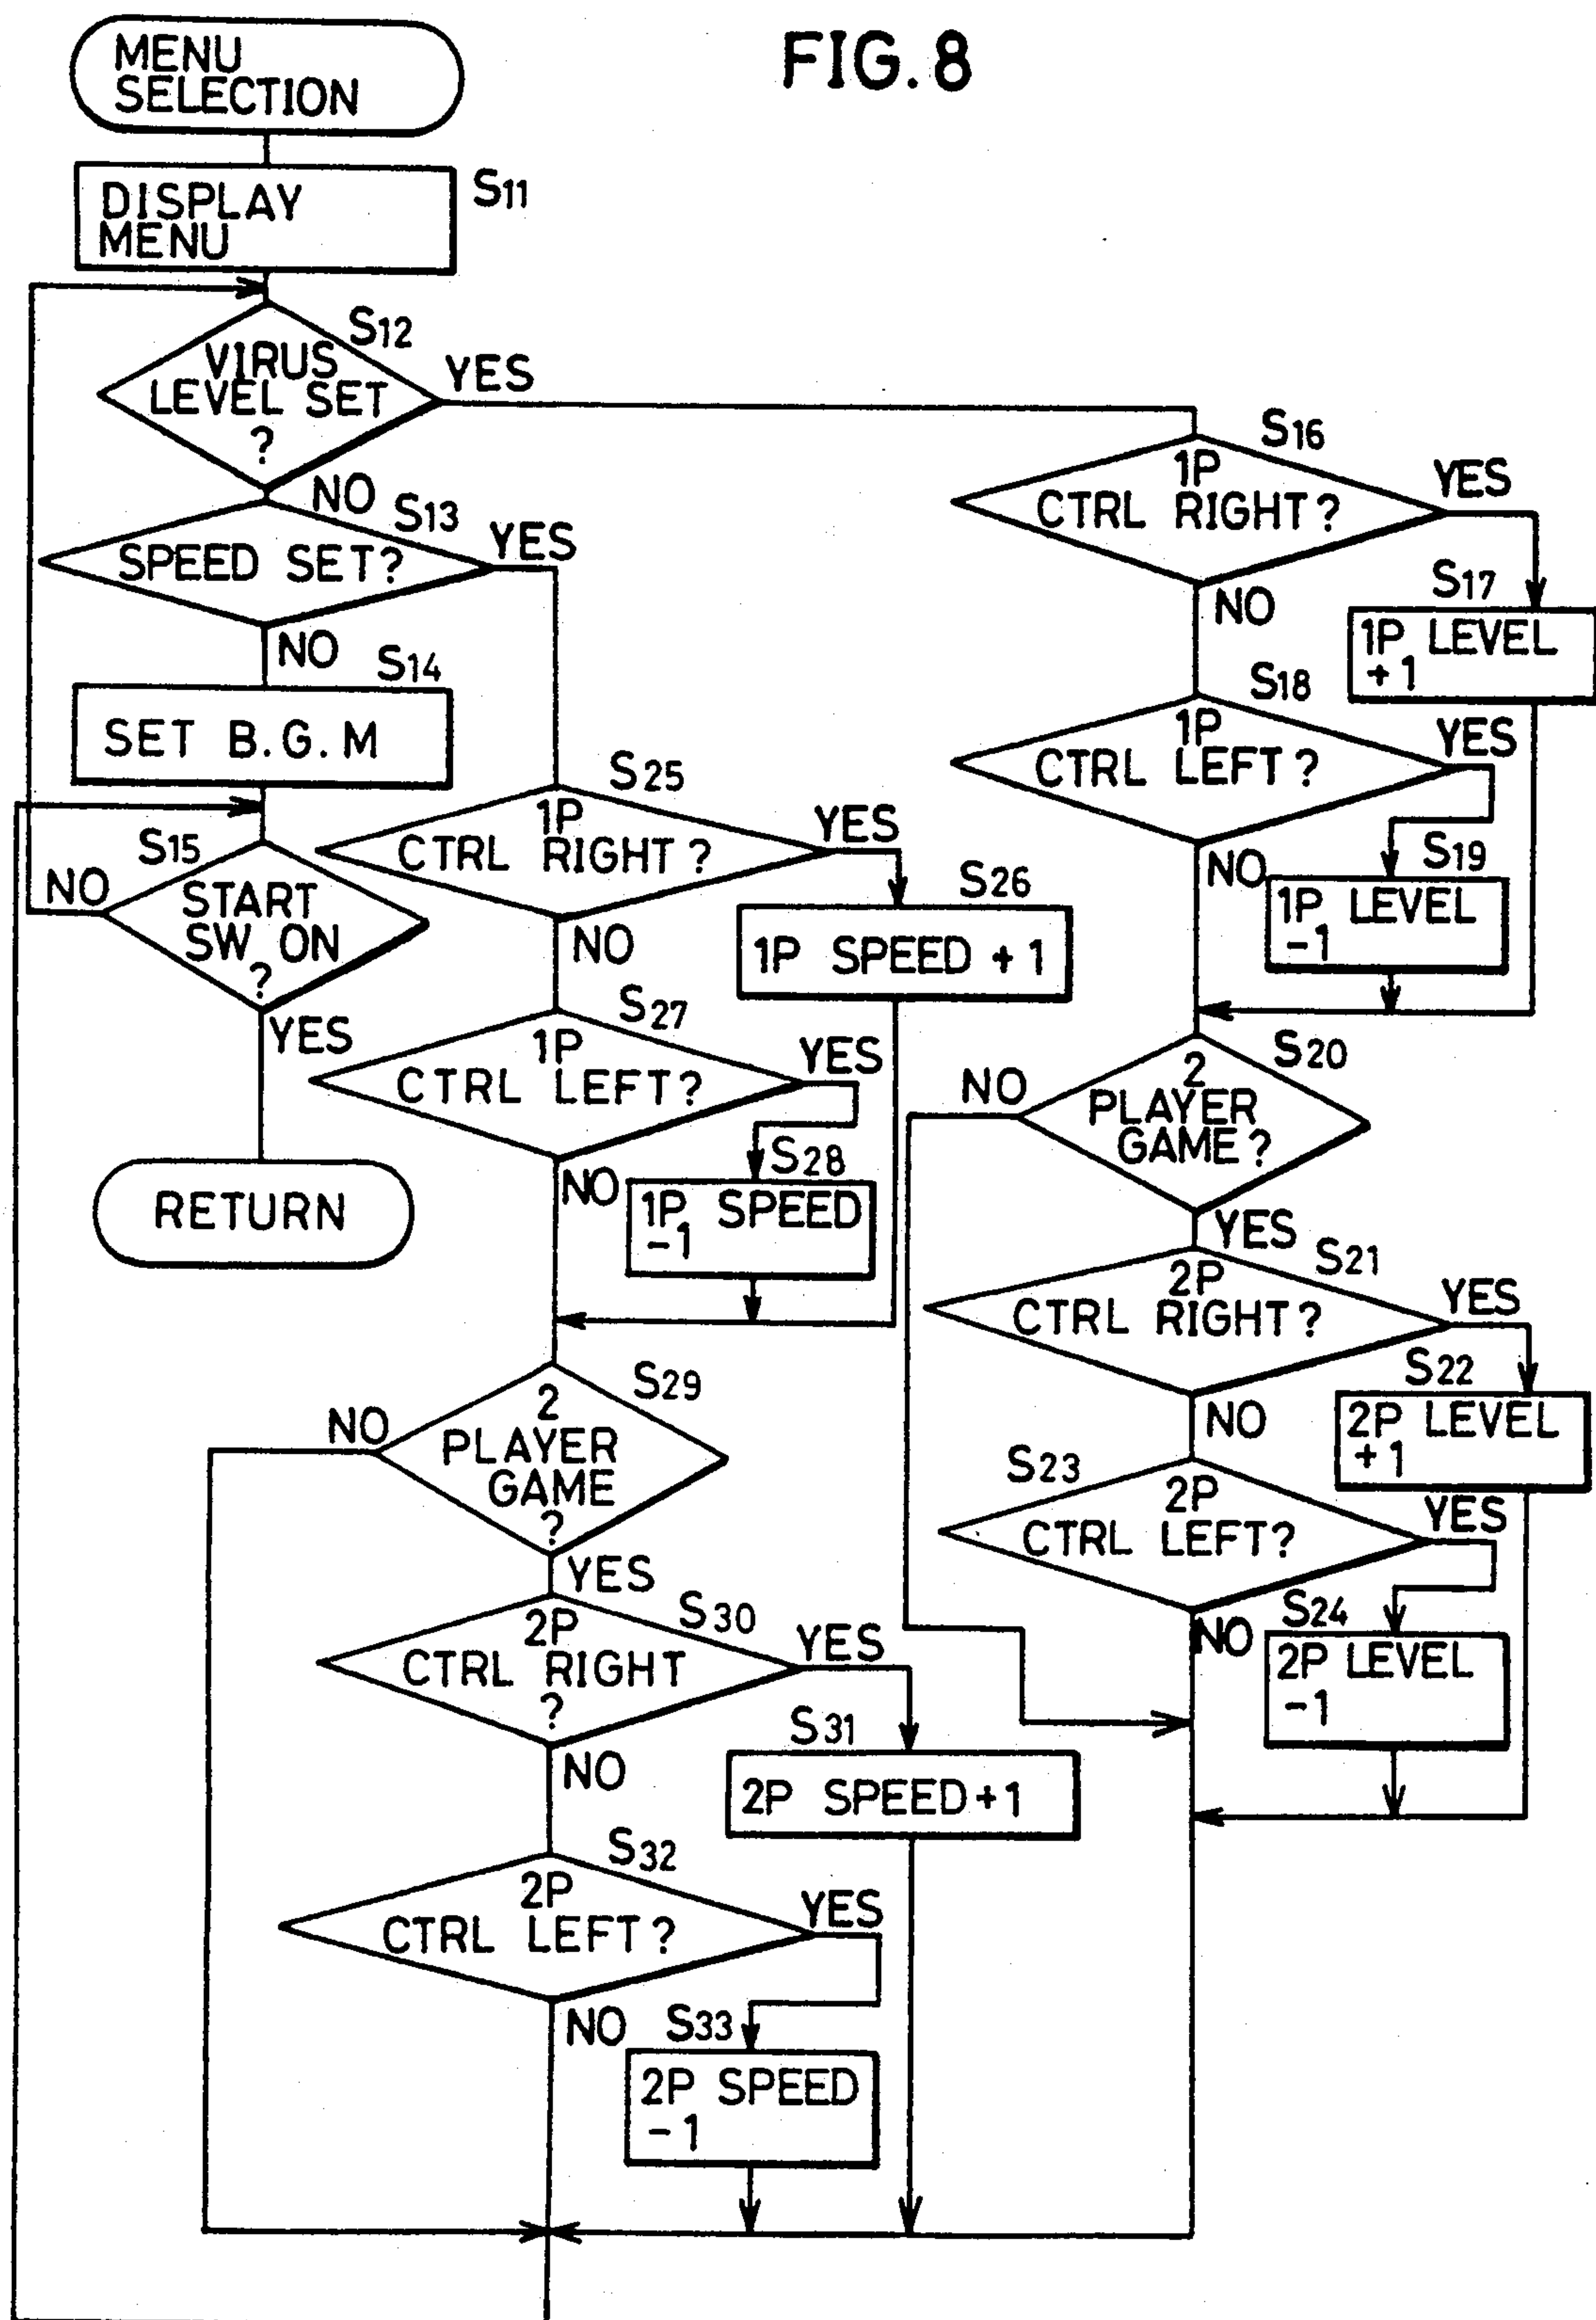 FIG. 8
MENU
SELECTION
DISPLAY
MENU
S11
S12
VIRUS
LEVEL SET
?
YES
NO
S13
SPEED SET?
YES
NO
S14
SET B.G.M
S15
START
SW ON
?
NO
YES
RETURN
S16
1P
CTRL RIGHT?
YES
NO
S17
1P LEVEL
+1
S18
1P
CTRL LEFT?
YES
NO
S19
1P LEVEL
-1
S20
2
PLAYER
GAME?
NO
YES
S21
2P
CTRL RIGHT?
YES
NO
S22
2P LEVEL
+1
S23
2P
CTRL LEFT?
YES
NO
S24
2P LEVEL
-1
S25
1P
CTRL RIGHT?
YES
NO
S26
1P SPEED +1
S27
1P
CTRL LEFT?
YES
NO
S28
1P SPEED
-1
S29
2
PLAYER
GAME
?
NO
YES
S30
2P
CTRL RIGHT
?
YES
NO
S31
2P SPEED+1
S32
2P
CTRL LEFT?
YES
NO
S33
2P SPEED
-1